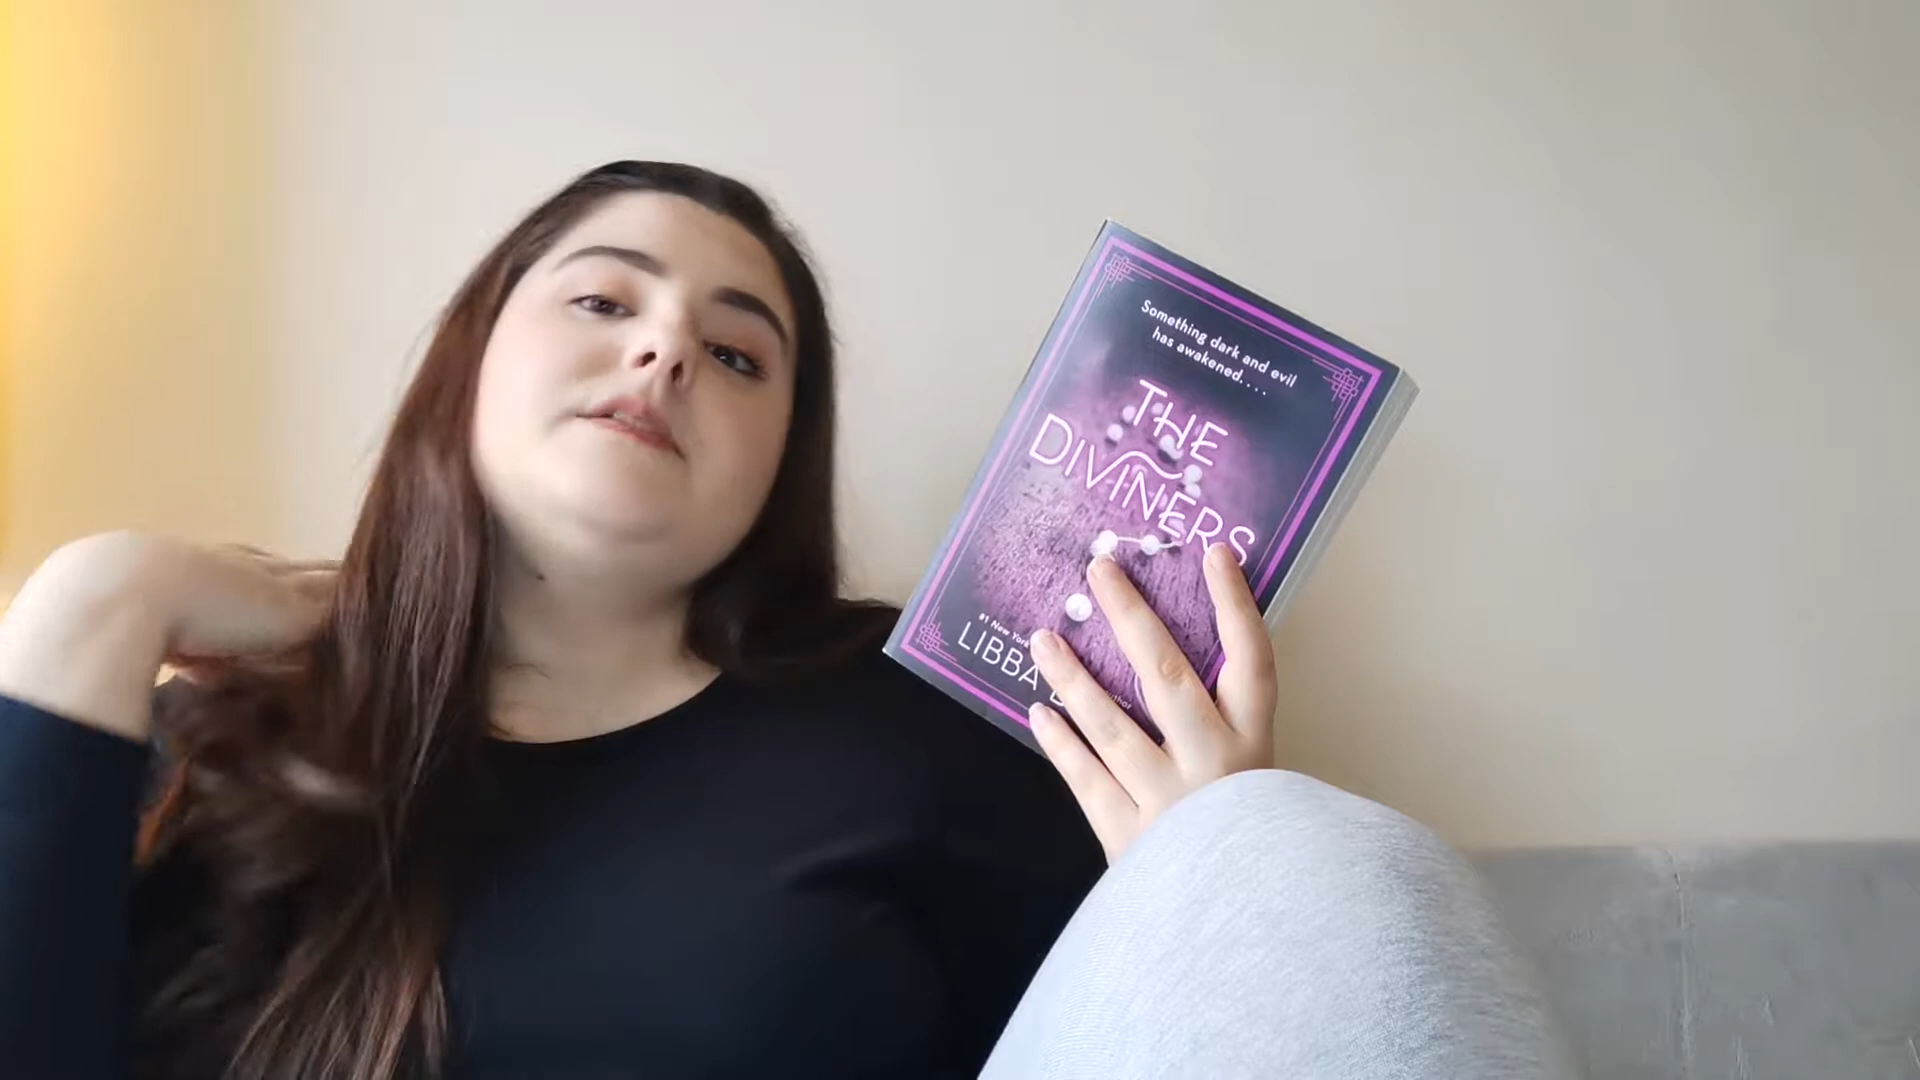 Something dark and evil
has awakened....
THE
DIVINERS
#1 New York
author
LIBBA